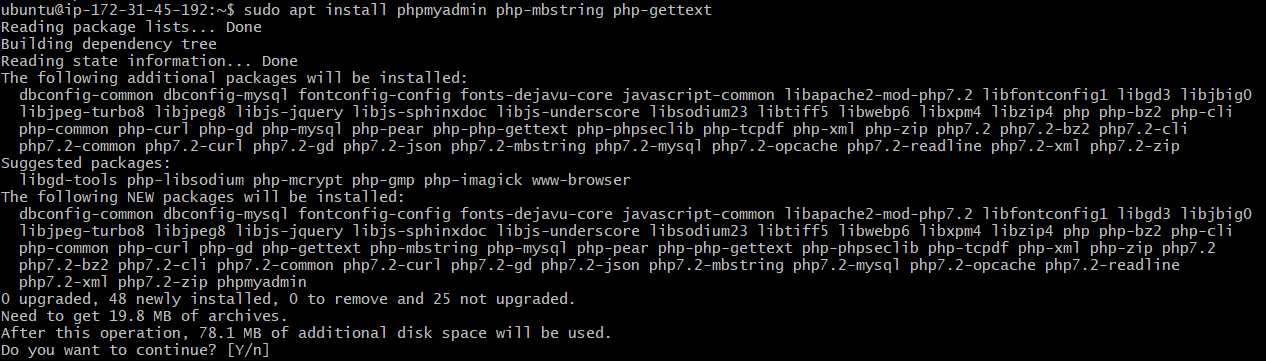 ubuntu@ip-172-31-45-192:~$ sudo apt install phpmyadmin php-mbstring php-gettext
Reading package lists... Done
Building dependency tree
Reading state information... Done
The following additional packages will be installed:
  dbconfig-common dbconfig-mysql fontconfig-config fonts-dejavu-core javascript-common libapache2-mod-php7.2 libfontconfig1 libgd3 libjbig0
  libjpeg-turbo8 libjpeg8 libjs-jquery libjs-sphinxdoc libjs-underscore libsodium23 libtiff5 libwebp6 libxpm4 libzip4 php php-bz2 php-cli
  php-common php-curl php-gd php-mysql php-pear php-php-gettext php-phpseclib php-tcpdf php-xml php-zip php7.2 php7.2-bz2 php7.2-cli
  php7.2-common php7.2-curl php7.2-gd php7.2-json php7.2-mbstring php7.2-mysql php7.2-opcache php7.2-readline php7.2-xml php7.2-zip
Suggested packages:
  libgd-tools php-libsodium php-mcrypt php-gmp php-imagick www-browser
The following NEW packages will be installed:
  dbconfig-common dbconfig-mysql fontconfig-config fonts-dejavu-core javascript-common libapache2-mod-php7.2 libfontconfig1 libgd3 libjbig0
  libjpeg-turbo8 libjpeg8 libjs-jquery libjs-sphinxdoc libjs-underscore libsodium23 libtiff5 libwebp6 libxpm4 libzip4 php php-bz2 php-cli
  php-common php-curl php-gd php-gettext php-mbstring php-mysql php-pear php-php-gettext php-phpseclib php-tcpdf php-xml php-zip php7.2
  php7.2-bz2 php7.2-cli php7.2-common php7.2-curl php7.2-gd php7.2-json php7.2-mbstring php7.2-mysql php7.2-opcache php7.2-readline
  php7.2-xml php7.2-zip phpmyadmin
0 upgraded, 48 newly installed, 0 to remove and 25 not upgraded.
Need to get 19.8 MB of archives.
After this operation, 78.1 MB of additional disk space will be used.
Do you want to continue? [Y/n]